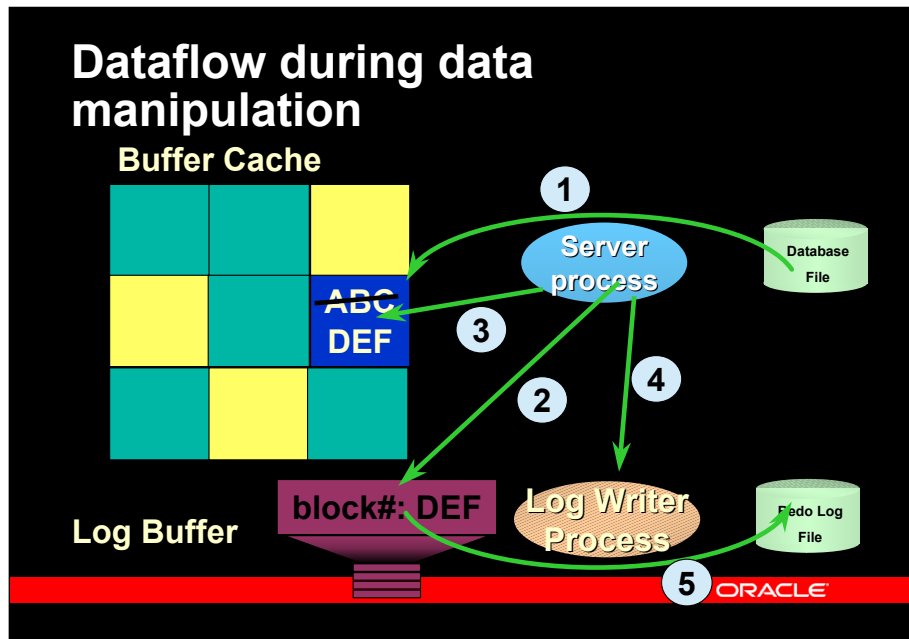 Dataflow during data
manipulation
Buffer Cache
1
Server
process
Database
File
ABC
DEF
3
2
4
block#: DEF
Log Writer
Process
Redo Log
File
Log Buffer
5
ORACLE